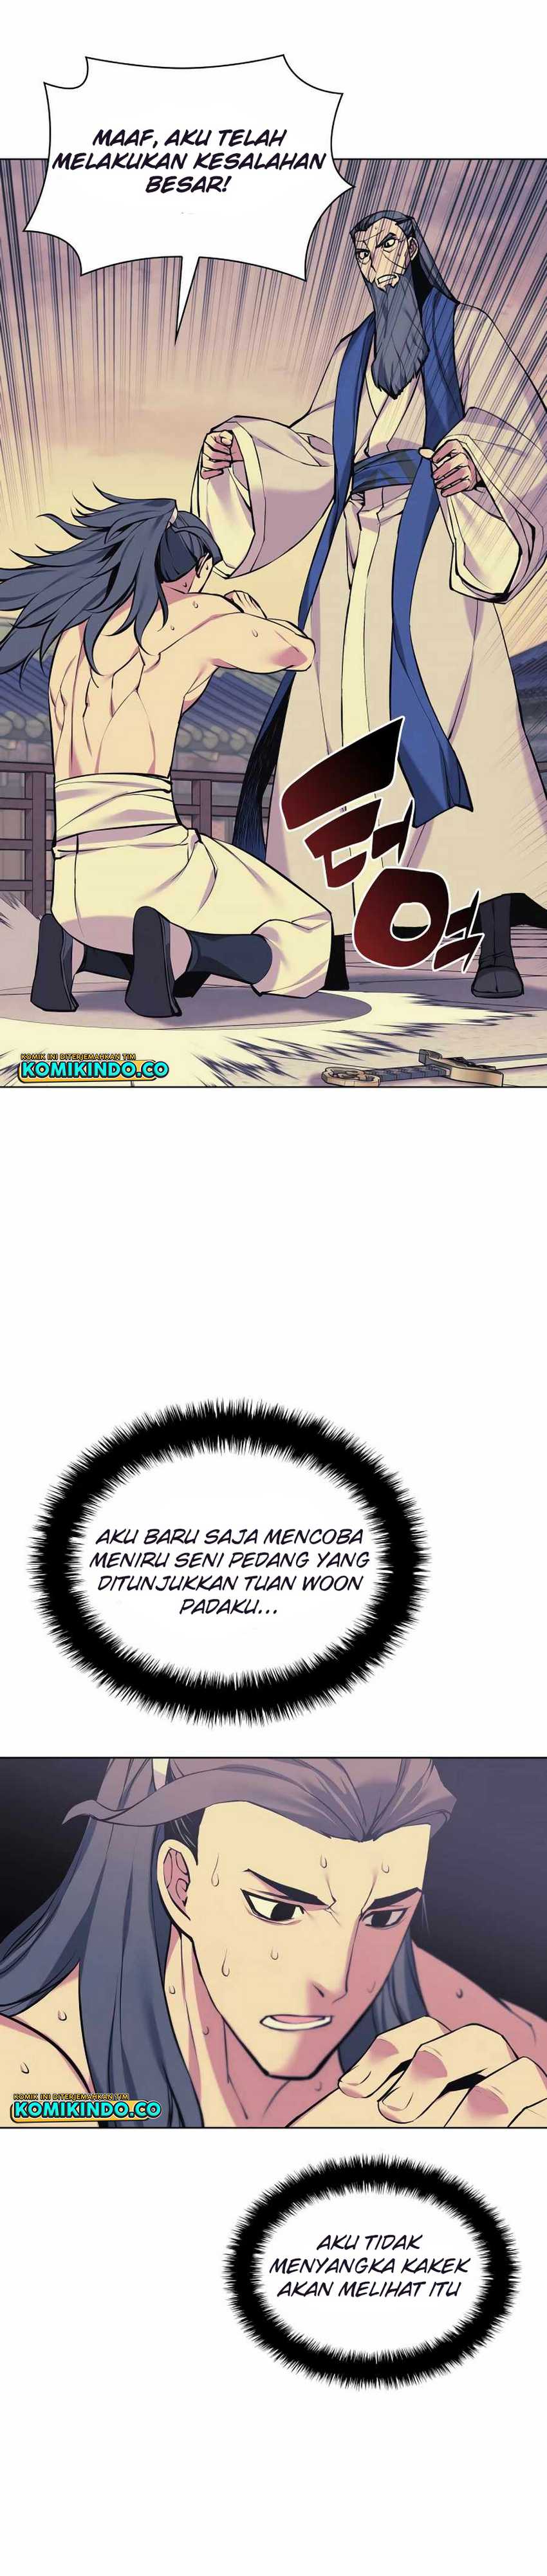 MAAF, AKU TELAH
MELAKUKAN KESALAHAN
BESAR!
KOMIK INI DITERJEMAHKAN TIM
KOMIKINDO.CO
AKU BARU SAJA MENCOBA
MENIRU SENI PEDANG YANG
DITUNJUKKAN TUAN WOON
PADAKU...
KOMIK INI DITERJEMAHKAN TIM
KOMIKINDO.CO
AKU TIDAK
MENYANGKA KAKEK
AKAN MELIHAT ITU